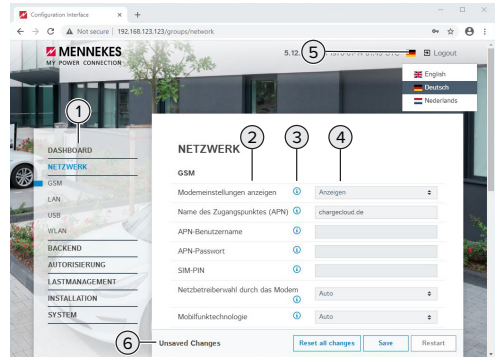 Configuration Interface
Not secure | 192.168.123.123/groups/network
MENNEKES
MY POWER CONNECTION
5.12.
Logout
English
Deutsch
Nederlands
1
2
3
4
5
6
DASHBOARD
NETZWERK
GSM
LAN
USB
WLAN
BACKEND
AUTORISIERUNG
LASTMANAGEMENT
INSTALLATION
SYSTEM
NETZWERK
GSM
Modemeinstellungen anzeigen
Anzeigen
Name des Zugangspunktes (APN)
chargecloud.de
APN-Benutzername
APN-Passwort
SIM-PIN
Netzbetreiberwahl durch das Modem
Auto
Mobilfunktechnologie
Auto
Unsaved Changes
Reset all changes
Save
Restart